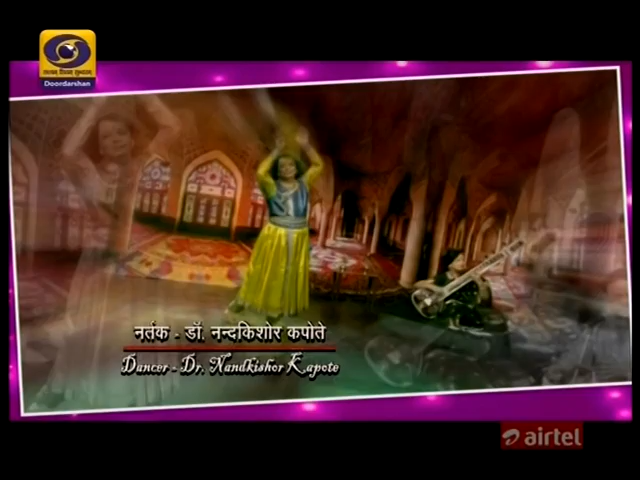 Doordarshan
नर्तक - डॉ. नन्दकिशोर कपोते
Dancer - Dr. Nandkishor Kapote
airtel